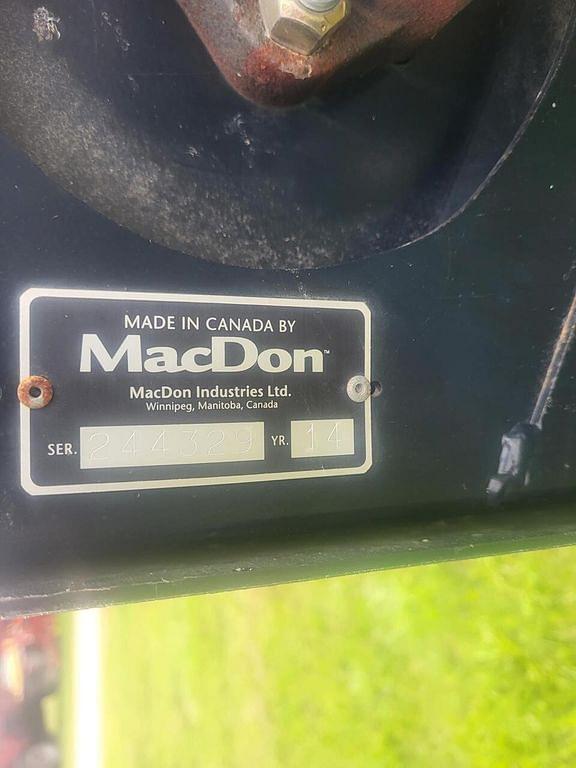 MADE IN CANADA BY
MacDon™
MacDon Industries Ltd.
Winnipeg, Manitoba, Canada
SER. 244329 YR. 14